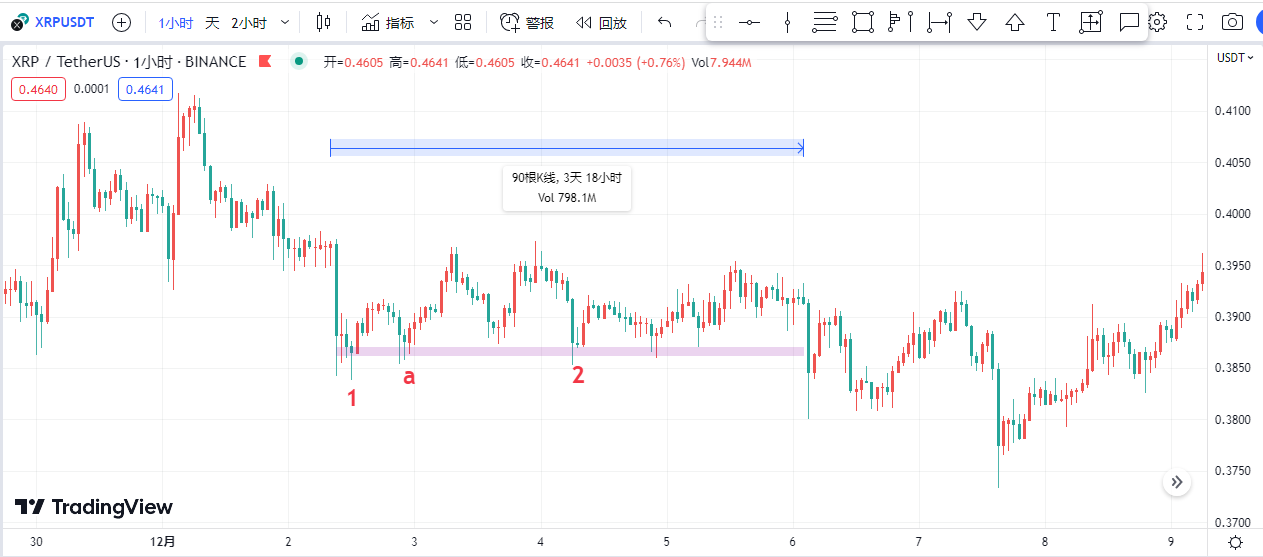 XRPUSDT 1小时 天 2小时 指标 警报 回放
XRP / TetherUS · 1小时 · BINANCE 开=0.4605 高=0.4641 低=0.4605 收=0.4641 +0.0035 (+0.76%) Vol7.944M
USDT
0.4640 0.0001 0.4641
0.4100
0.4050
90根K线, 3天 18小时
Vol 798.1M
0.4000
0.3950
0.3900
0.3850
a
2
1
0.3800
0.3750
TradingView
0.3700
30 12月 2 3 4 5 6 7 8 9